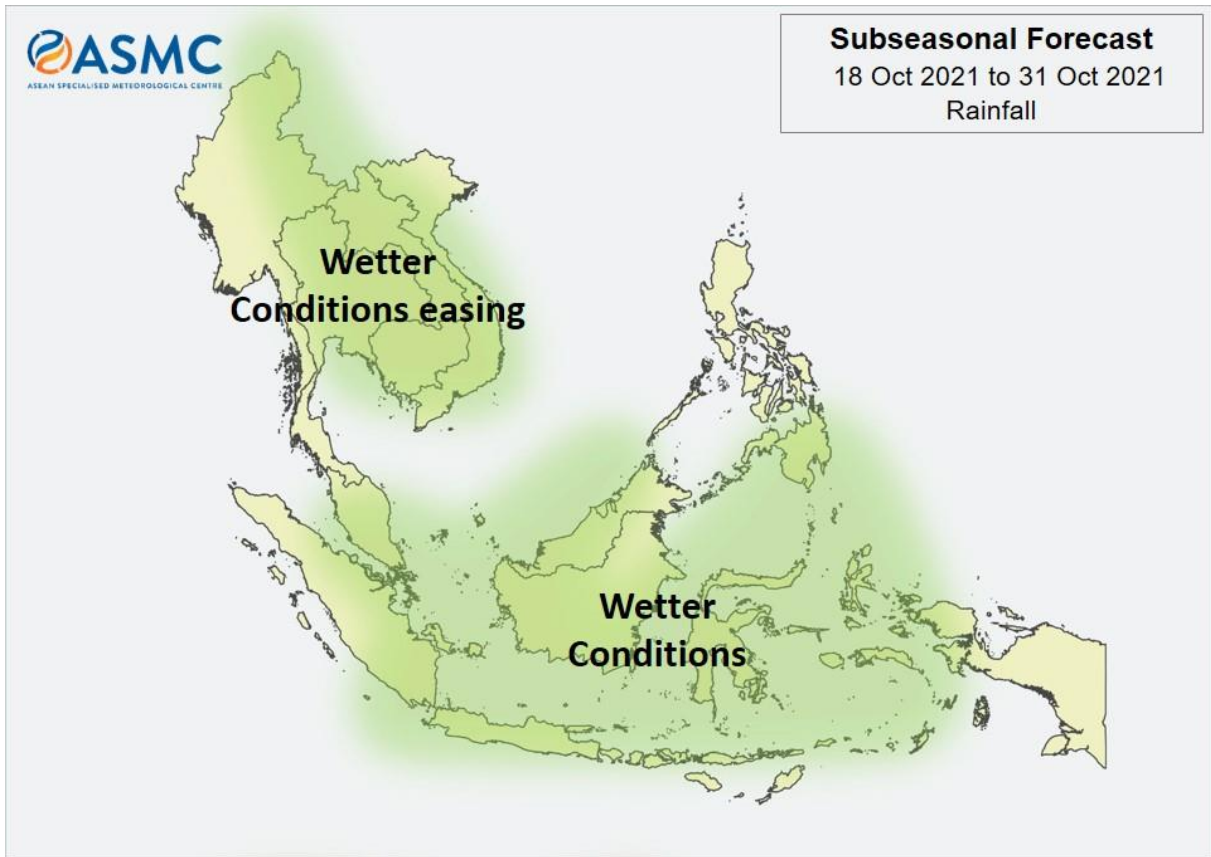 ASMC
ASEAN SPECIALISED METEOROLOGICAL CENTRE
Subseasonal Forecast
18 Oct 2021 to 31 Oct 2021
Rainfall
Wetter
Conditions easing
Wetter
Conditions